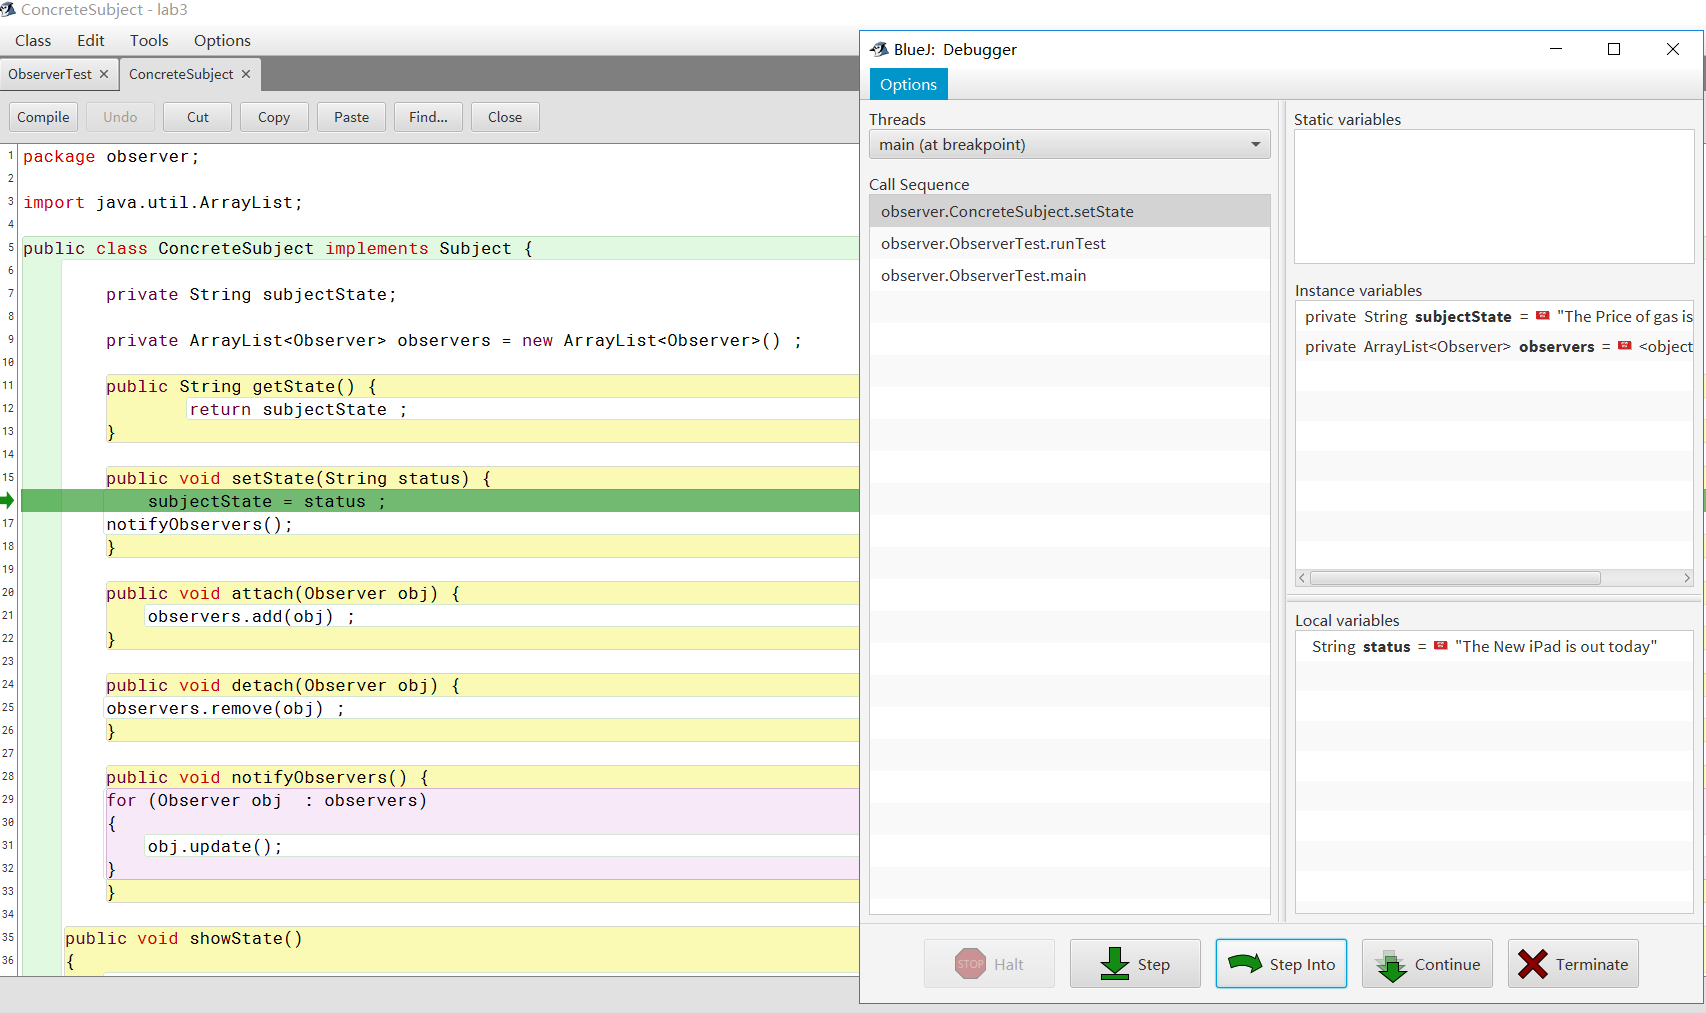 ConcreteSubject - lab3
Class Edit Tools Options
ObserverTest × ConcreteSubject ×
Compile Undo Cut Copy Paste Find... Close
1 package observer;
2
3 import java.util.ArrayList;
4
5 public class ConcreteSubject implements Subject {
6
7 private String subjectState;
8
9 private ArrayList<Observer> observers = new ArrayList<Observer>() ;
10
11 public String getState() {
12 return subjectState ;
13 }
14
15 public void setState(String status) {
subjectState = status ;
17 notifyObservers();
18 }
19
20 public void attach(Observer obj) {
21 observers.add(obj) ;
22 }
23
24 public void detach(Observer obj) {
25 observers.remove(obj) ;
26 }
27
28 public void notifyObservers() {
29 for (Observer obj : observers)
30 {
31 obj.update();
32 }
33 }
34
35 public void showState()
36 {
BlueJ: Debugger
Options
Threads
main (at breakpoint)
Call Sequence
observer.ConcreteSubject.setState
observer.ObserverTest.runTest
observer.ObserverTest.main
Static variables
Instance variables
private String subjectState = "The Price of gas is
private ArrayList<Observer> observers = <object
Local variables
String status = "The New iPad is out today"
STOP Halt Step Step Into Continue Terminate